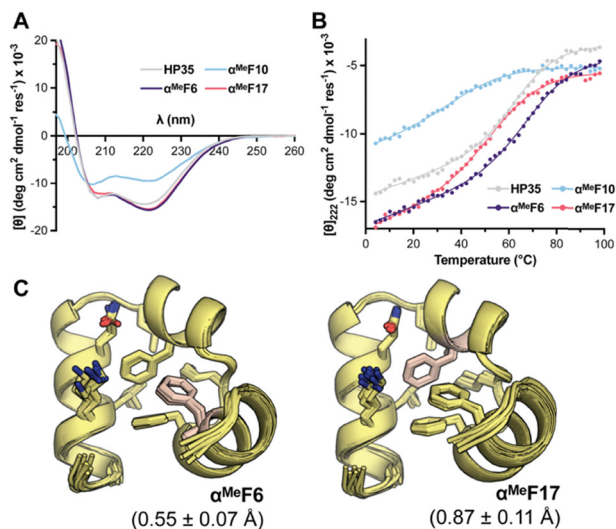 A
20
10
0
-10
-20
[θ] (deg cm² dmol⁻¹ res⁻¹) x 10⁻³
HP35 αᴹᵉF10
αᴹᵉF6 αᴹᵉF17
λ (nm)
200 210 220 230 240 250 260
B
-5
-10
-15
[θ]₂₂₁ (deg cm² dmol⁻¹ res⁻¹) x 10⁻³
HP35 αᴹᵉF10
αᴹᵉF6 αᴹᵉF17
0 20 40 60 80 100
Temperature (°C)
C
αᴹᵉF6
(0.55 ± 0.07 Å)
αᴹᵉF17
(0.87 ± 0.11 Å)